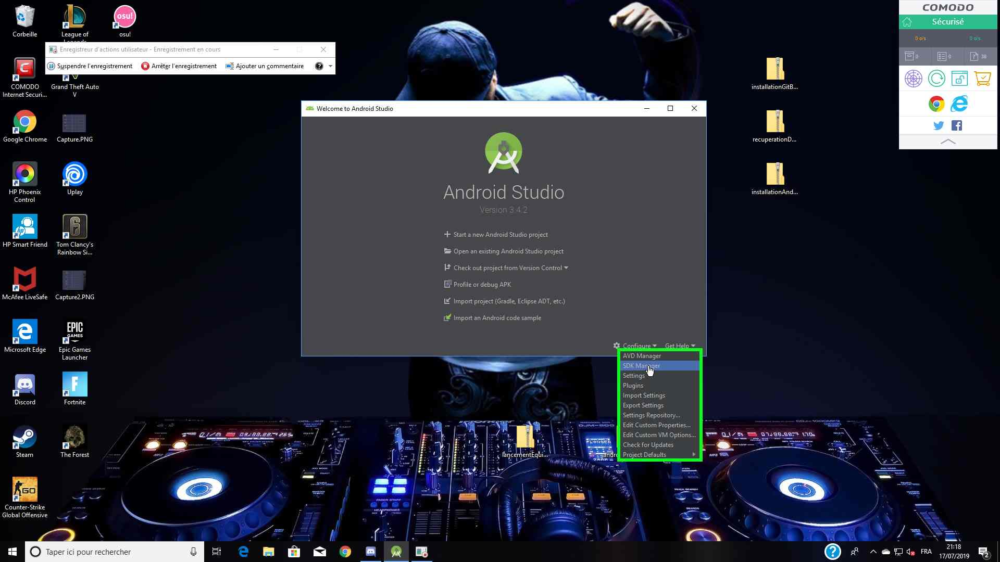 Corbeille
League of
Legends
osu!
osu!
Enregistreur d'actions utilisateur - Enregistrement en cours
Suspendre l'enregistrement
Arrêter l'enregistrement
Ajouter un commentaire
COMODO
Internet Securi...
Grand Theft Auto
V
Google Chrome
Capture.PNG
HP Phoenix
Control
Uplay
HP Smart Friend
Tom Clancy's
Rainbow Si...
McAfee LiveSafe
Capture2.PNG
Microsoft Edge
EPIC
GAMES
Epic Games
Launcher
Discord
Fortnite
Steam
The Forest
GO
Counter-Strike
Global Offensive
Welcome to Android Studio
Android Studio
Version 3.4.2
Start a new Android Studio project
Open an existing Android Studio project
Check out project from Version Control
Profile or debug APK
Import project (Gradle, Eclipse ADT, etc.)
Import an Android code sample
Configure
Get Help
AVD Manager
SDK Manager
Settings
Plugins
Import Settings
Export Settings
Settings Repository...
Edit Custom Properties...
Edit Custom VM Options...
Check for Updates
Project Defaults
lancementEqui...
andro
installationGitB...
recuperationD...
installationAnd...
COMODO
Sécurisé
0 o/s
0 o/s
0
0
38
Taper ici pour rechercher
FRA
21:18
17/07/2019
2